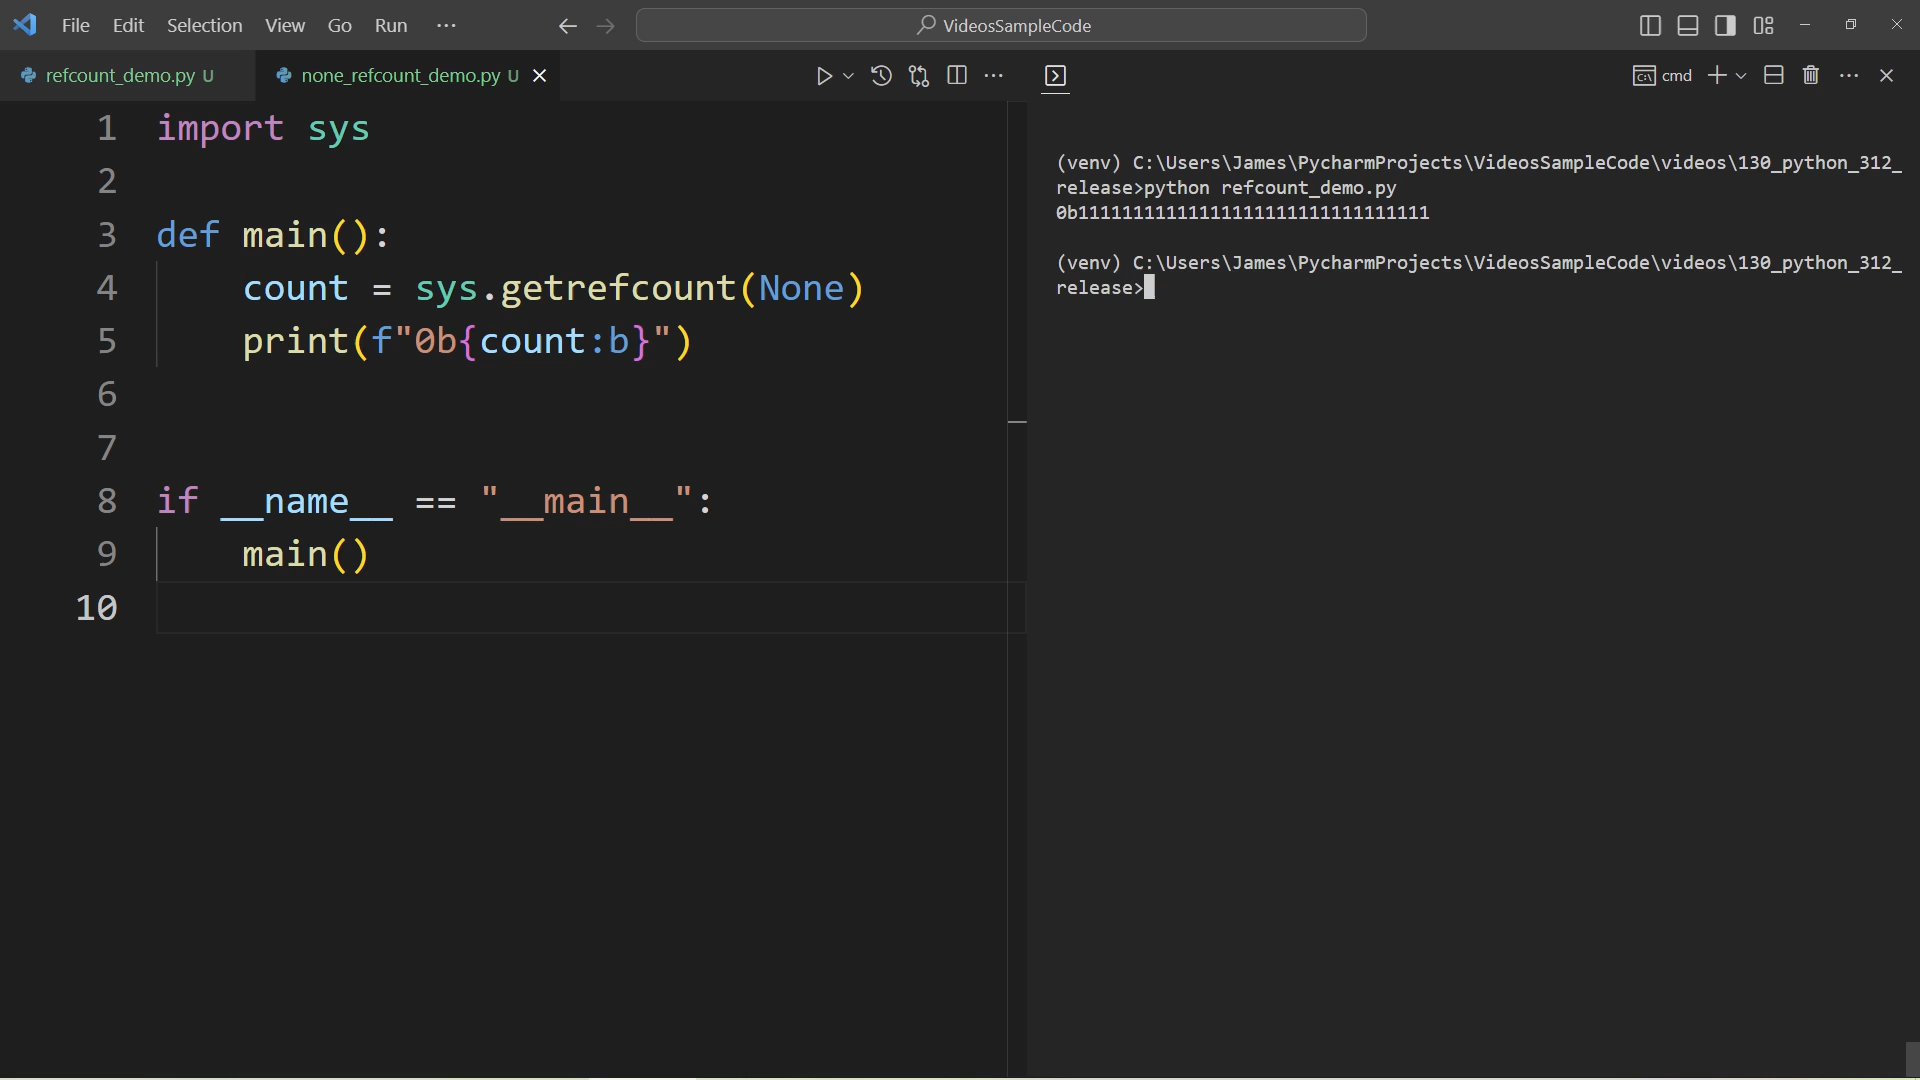 File Edit Selection View Go Run ···
VideosSampleCode
refcount_demo.py U
none_refcount_demo.py U
cmd
1 import sys
2
3 def main():
4     count = sys.getrefcount(None)
5     print(f"0b{count:b}")
6
7
8 if __name__ == "__main__":
9     main()
10
(venv) C:\Users\James\PycharmProjects\VideosSampleCode\videos\130_python_312_
release>python refcount_demo.py
0b11111111111111111111111111111111
(venv) C:\Users\James\PycharmProjects\VideosSampleCode\videos\130_python_312_
release>